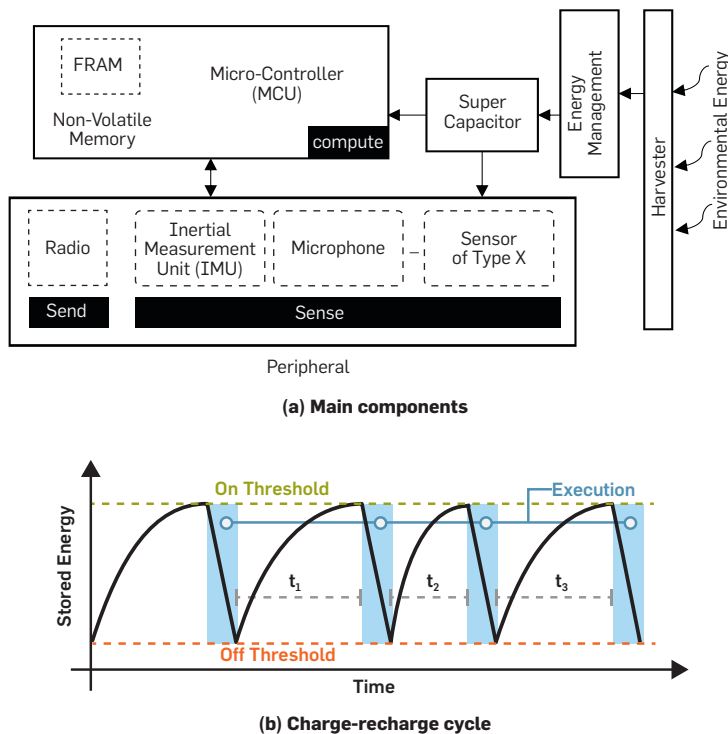 FRAM
Non-Volatile
Memory
Micro-Controller
(MCU)
compute
Super
Capacitor
Energy
Management
Harvester
Environmental Energy
Radio
Inertial
Measurement
Unit (IMU)
Microphone
–
Sensor
of Type X
Send
Sense
Peripheral
(a) Main components
On Threshold
Execution
Stored Energy
t1
t2
t3
Off Threshold
Time
(b) Charge-recharge cycle